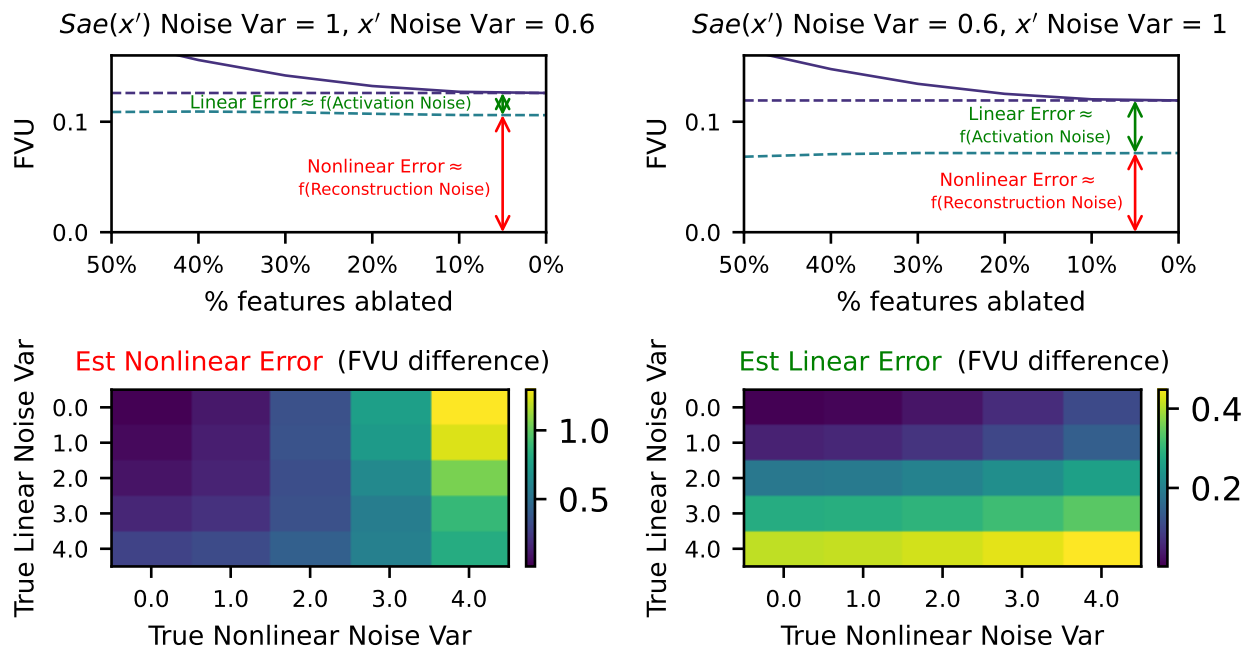 Sae(x′) Noise Var = 1, x′ Noise Var = 0.6
FVU
0.1
0.0
Linear Error ≈ f(Activation Noise)
Nonlinear Error ≈
f(Reconstruction Noise)
50% 40% 30% 20% 10% 0%
% features ablated
Sae(x′) Noise Var = 0.6, x′ Noise Var = 1
FVU
0.1
0.0
Linear Error ≈
f(Activation Noise)
Nonlinear Error ≈
f(Reconstruction Noise)
50% 40% 30% 20% 10% 0%
% features ablated
Est Nonlinear Error (FVU difference)
True Linear Noise Var
0.0
1.0
2.0
3.0
4.0
1.0
0.5
0.0 1.0 2.0 3.0 4.0
True Nonlinear Noise Var
Est Linear Error (FVU difference)
True Linear Noise Var
0.0
1.0
2.0
3.0
4.0
0.4
0.2
0.0 1.0 2.0 3.0 4.0
True Nonlinear Noise Var